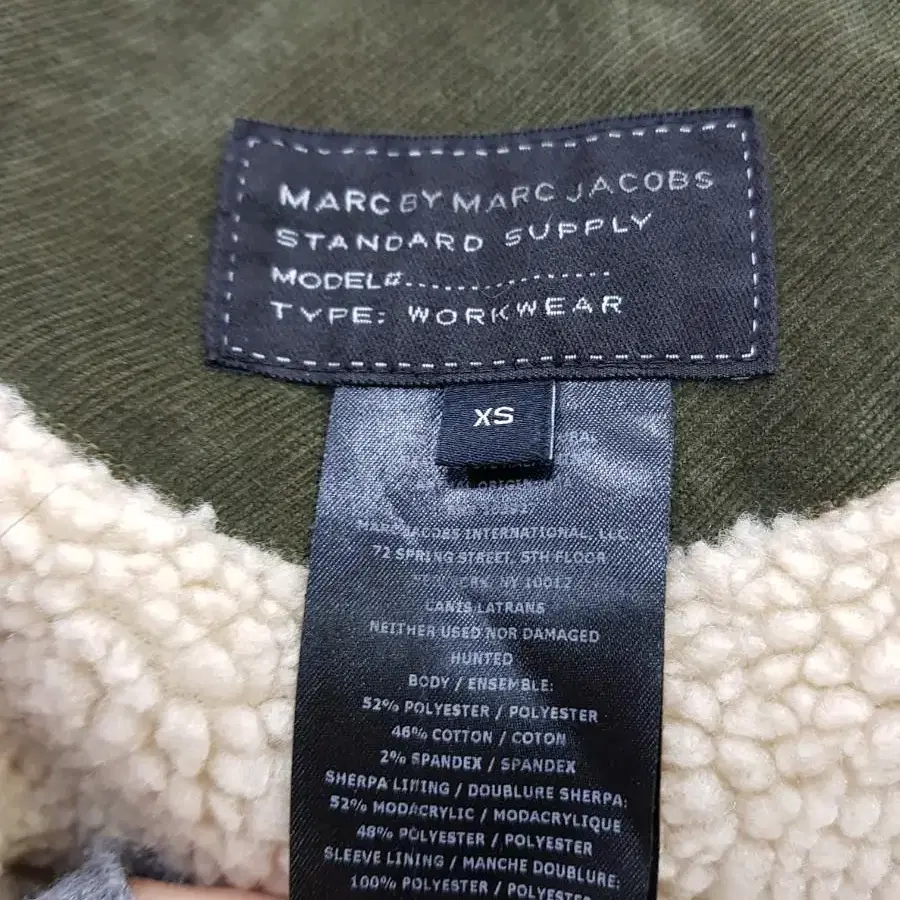 MARC BY MARC JACOBS
STANDARD SUPPLY
MODEL#....................
TYPE: WORKWEAR
XS
JACOBS INTERNATIONAL, LLC
72 SPRING STREET, 5TH FLOOR
NEW YORK, NY 10012
CANIS LATRANS
NEITHER USED NOR DAMAGED
HUNTED
BODY / ENSEMBLE:
52% POLYESTER / POLYESTER
46% COTTON / COTON
2% SPANDEX / SPANDEX
SHERPA LINING / DOUBLURE SHERPA:
52% MODACRYLIC / MODACRYLIQUE
48% POLYESTER / POLYESTER
SLEEVE LINING / MANCHE DOUBLURE:
100% POLYESTER / POLYESTER